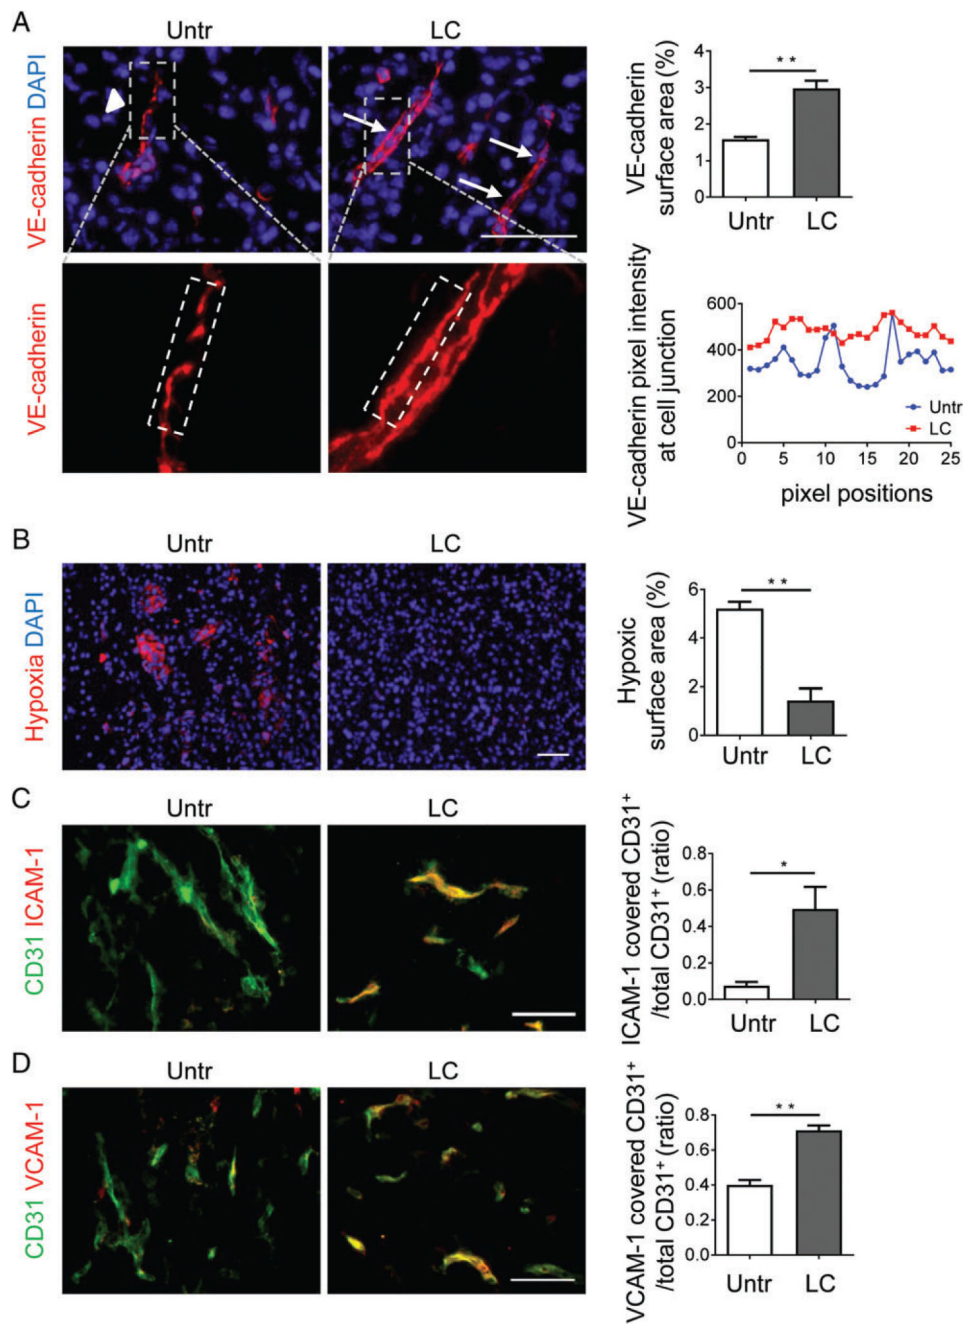 A
Untr
LC
VE-cadherin DAPI
VE-cadherin
VE-cadherin
surface area (%)
4
3
2
1
0
* *
Untr
LC
VE-cadherin pixel intensity
at cell junction
600
400
200
0
Untr
LC
0
5
10
15
20
25
pixel positions
B
Untr
LC
Hypoxia DAPI
Hypoxic
surface area (%)
6
4
2
0
* *
Untr
LC
C
Untr
LC
CD31 ICAM-1
ICAM-1 covered CD31⁺
/total CD31⁺ (ratio)
0.8
0.6
0.4
0.2
0.0
*
Untr
LC
D
Untr
LC
CD31 VCAM-1
VCAM-1 covered CD31⁺
/total CD31⁺ (ratio)
0.8
0.6
0.4
0.2
0.0
* *
Untr
LC